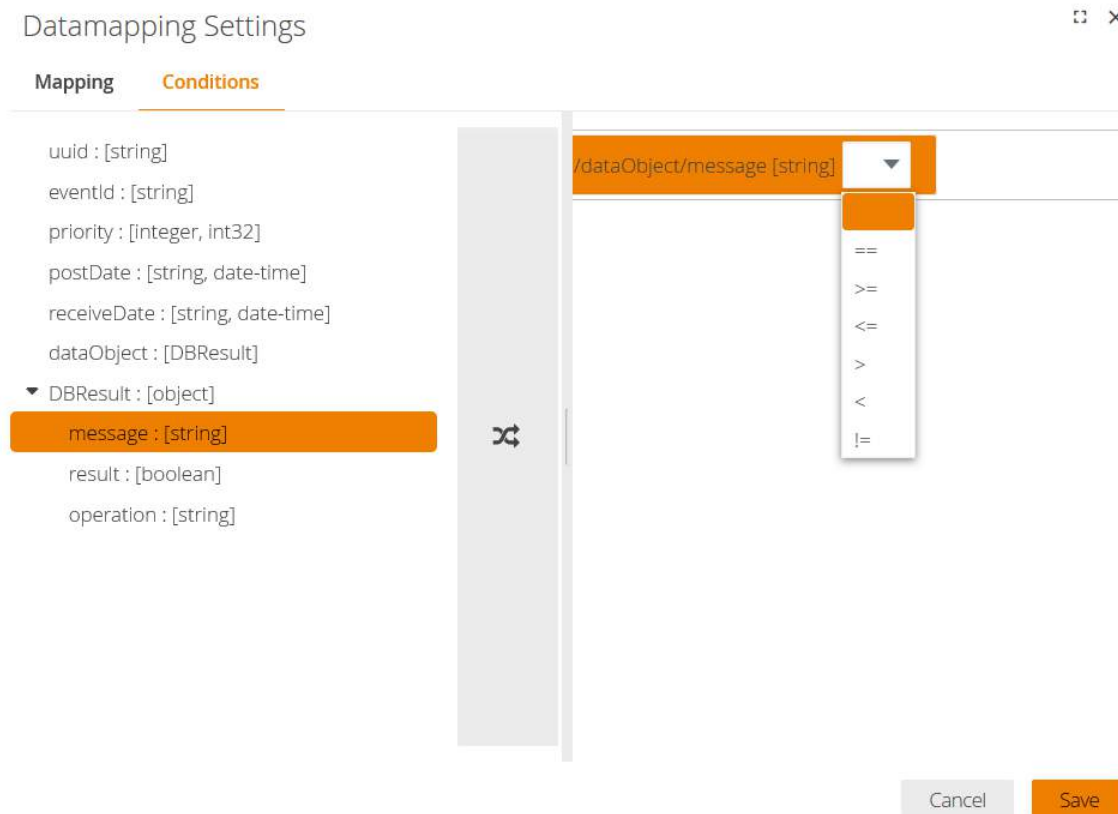 Datamapping Settings
Mapping Conditions
uuid : [string]
eventId : [string]
priority : [integer, int32]
postDate : [string, date-time]
receiveDate : [string, date-time]
dataObject : [DBResult]
DBResult : [object]
message : [string]
result : [boolean]
operation : [string]
/dataObject/message [string]
==
>=
<=
>
<
!=
Cancel Save